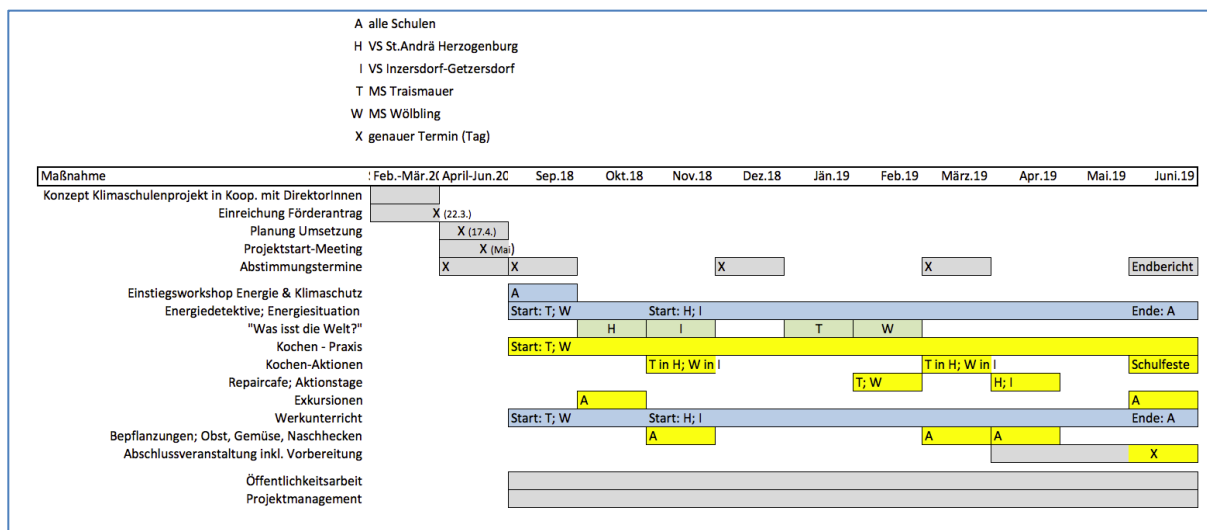 A alle Schulen
H VS St.Andrä Herzogenburg
I VS Inzersdorf-Getzersdorf
T MS Traismauer
W MS Wölbling
X genauer Termin (Tag)
Maßnahme Feb.-Mär.20 April-Jun.20 Sep.18 Okt.18 Nov.18 Dez.18 Jän.19 Feb.19 März.19 Apr.19 Mai.19 Juni.19
Konzept Klimaschulenprojekt in Koop. mit DirektorInnen
Einreichung Förderantrag X (22.3.)
Planung Umsetzung X (17.4.)
Projektstart-Meeting X (Mai)
Abstimmungstermine X X X X Endbericht
Einstiegsworkshop Energie & Klimaschutz A
Energiedetektive; Energiesituation Start: T; W Start: H; I Ende: A
"Was isst die Welt?" H I T W
Kochen - Praxis Start: T; W
Kochen-Aktionen T in H; W in I T in H; W in I Schulfeste
Repaircafe; Aktionstage T; W H; I
Exkursionen A A
Werkunterricht Start: T; W Start: H; I Ende: A
Bepflanzungen; Obst, Gemüse, Naschhecken A A A
Abschlussveranstaltung inkl. Vorbereitung X
Öffentlichkeitsarbeit
Projektmanagement